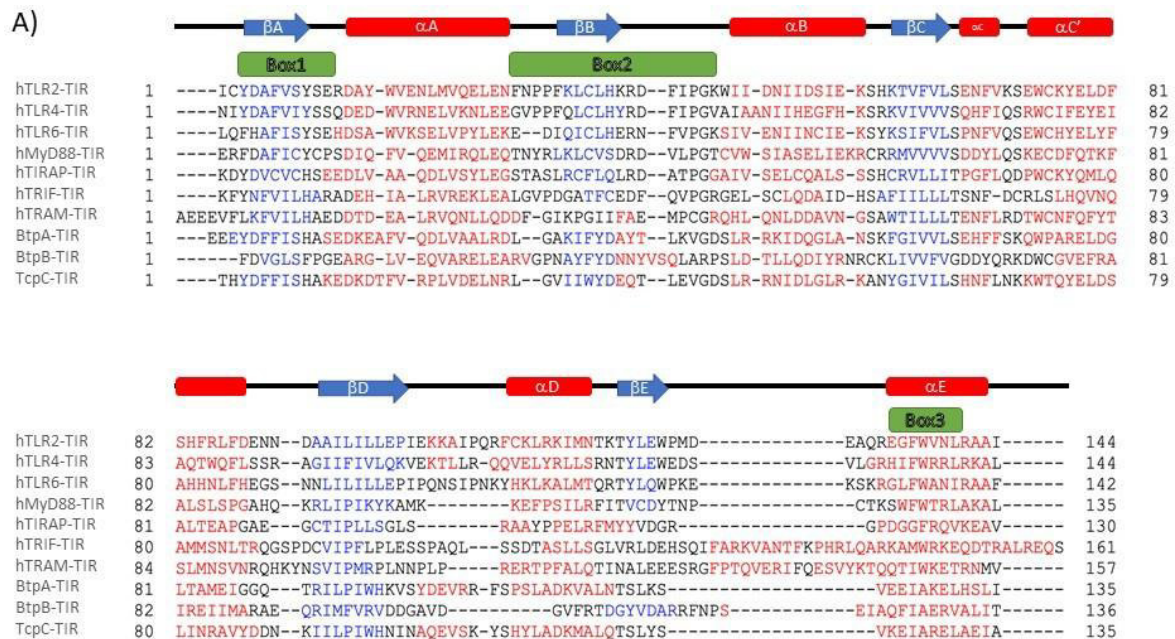 A)
βA αA βB αB βC αC αC'
Box1 Box2
hTLR2-TIR 1 ----ICYDAFVSYSERDAY-WVENLMVQELENFNPPFKLCLHKRD--FIPGKWII-DNIIDSIE-KSHKTVFVLSENFVKSEWCKYELDF 81
hTLR4-TIR 1 ---NIYDAFVIYSSQDED-WVRNELVKNLEEGVPPFQLCLHYRD--FIPGVAIAANIIHEGFH-KSRKVIVVVSQHFIQSRWCIFEYEI 82
hTLR6-TIR 1 ---LQFHAFISYSEHDSA-WVKSELVPYLEKE--DIQICLHERN--FVPGKSIV-ENIINCIE-KSYKSIFVLSPNFVQSEWCHYELYF 79
hMyD88-TIR 1 ---ERFDAFICYCPSDIQ-FV-QEMIRQLEQTNYRLKLCVSDRD--VLPGTCVW-SIASELIEKRCRRMVVVVSDDYLQSKECDFQTKF 81
hTIRAP-TIR 1 ---KDYDVCVCHSEEDLV-AA-QDLVSYLEGSTASLRCFLQLRD--ATPGGAIV-SELCQALS-SSHCRVLLITPGFLQDPWCKYQMLQ 80
hTRIF-TIR 1 ---KFYNFVILHARADEH-IA-LRVREKLEALGVPDGATFCEDF--QVPGRGELS-CLQDAID-HSAFIILLLTSNF-DCRLSLHQVNQ 79
hTRAM-TIR 1 AEEEVFLKFVILHAEDDTD-EA-LRVQNLLQDDF-GIKPGIIFAE--MPCGRQHL-QNLDDAVN-GSAWTILLLTENFLRDTWCNFQFYT 83
BtpA-TIR 1 --EEEYDFFISHASEDKEAFV-QDLVAALRDL--GAKIFYDAYT--LKVGDSLR-RKIDQGLA-NSKFGIVVLSEHFFSKQWPARELDG 80
BtpB-TIR 1 ----FDVGLSFPGEARG-LV-EQVARELEARVGPNAYFYDNNYVSQLARPSLD-TLLQDIYRNRCKLIVVFVGDDYQRKDWCGVEFRA 81
TcpC-TIR 1 ---THYDFFISHAKEDKDTFV-RPLVDELNRL--GVIIWYDEQT--LEVGDSLR-RNIDLGLR-KANYGIVILSHNFLNKKWTQYELDS 79
βD αD βE αE
Box3
hTLR2-TIR 82 SHFRLFDENN--DAAILILLEPIEKKAIPQRFCKLRKIMNTKTYLEWPMD---------------EAQREGFWVNLRAAI------ 144
hTLR4-TIR 83 AQTWQFLSSR--AGIIFIVLQKVEKTLLR-QQVELYRLLSRNTYLEWEDS---------------VLGRHIFWRRLRKAL------ 144
hTLR6-TIR 80 AHHNLFHEGS--NNLILILLEPIPQNSIPNKYHKLKALMTQRTYLQWPKE---------------KSKRGLFWANIRAAF------ 142
hMyD88-TIR 82 ALSLSPGAHQ--KRLIPIKYKAMK------KEFPSILRFITVCDYTNP-----------------CTKSWFWTRLAKAL------- 135
hTIRAP-TIR 81 ALTEAPGAE---GCTIPLLSGLS-------RAAYPPELRFMYYVDGR------------------GPDGGFRQVKEAV-------- 130
hTRIF-TIR 80 AMMSNLTRQGSPDCVIPFLPLESSPAQL----SSDTASLLSGLVRLDEHSQIFARKVANTFKPHRLQARKAMWRKEQDTRALREQS 161
hTRAM-TIR 84 SLMNSVNRQHKYNSVIPMRPLNNPLP------RERTPFALQTINALEEESRGFPTQVERIFQESVYKTQQTIWKETRNMV------ 157
BtpA-TIR 81 LTAMEIGGQ---TRILPIWHKVSYDEVRR-FSPSLADKVALNTSLKS------------------VEEIAKELHSLI--------- 135
BtpB-TIR 82 IREIIMARAE--QRIMFVRVDDGAVD------GVFRTDGYVDARRFNPS----------------EIAQFIAERVALIT------- 136
TcpC-TIR 80 LINRAVYDDN--KIILPIWHNINAQEVSK-YSHYLADKMALQTSLYS------------------VKEIARELAEIA--------- 135